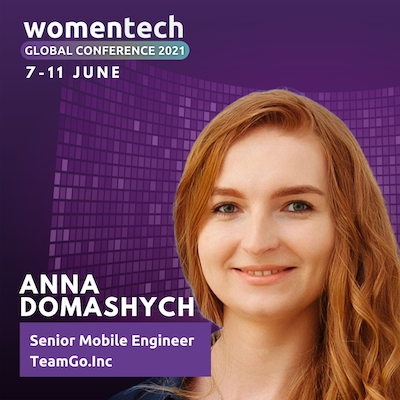 womentech
GLOBAL CONFERENCE 2021
7-11 JUNE
ANNA
DOMASHYCH
Senior Mobile Engineer
TeamGo.Inc